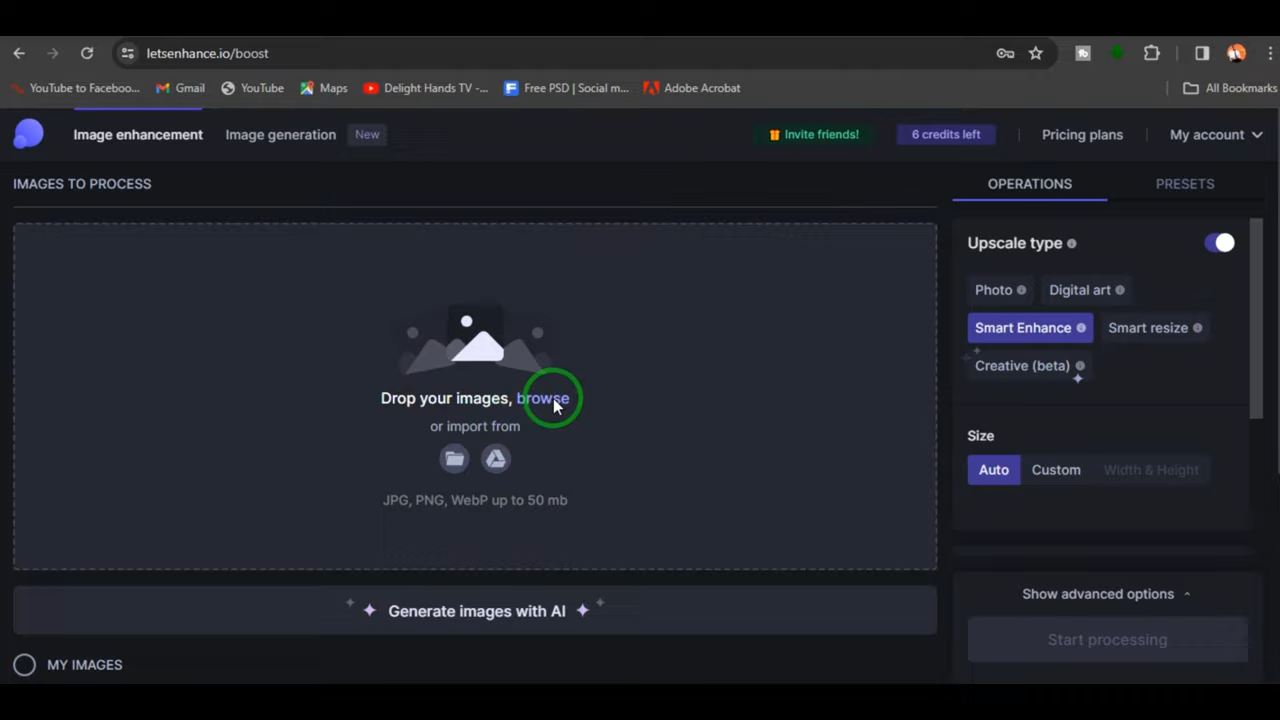 letsenhance.io/boost
YouTube to Faceboo... Gmail YouTube Maps Delight Hands TV -... Free PSD | Social m... Adobe Acrobat All Bookmarks
Image enhancement Image generation New Invite friends! 6 credits left Pricing plans My account
IMAGES TO PROCESS
OPERATIONS PRESETS
Upscale type
Photo Digital art
Smart Enhance Smart resize
Creative (beta)
Drop your images, browse
or import from
JPG, PNG, WebP up to 50 mb
Size
Auto Custom Width & Height
Generate images with AI
Show advanced options
Start processing
MY IMAGES